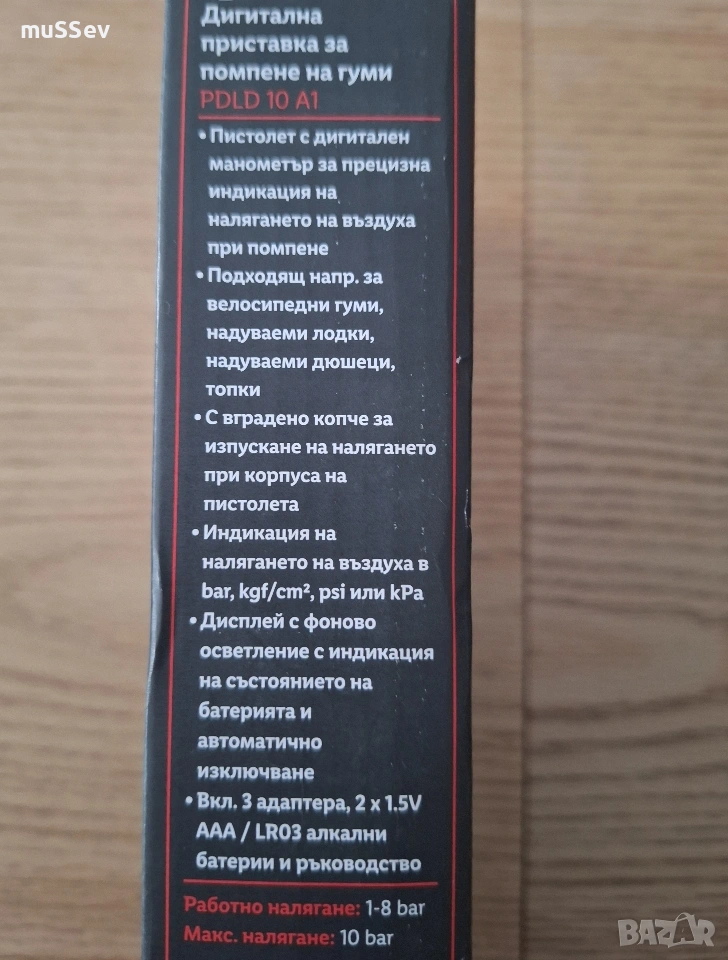 muSSev
Дигитална
приставка за
помпене на гуми
PDLD 10 A1
• Пистолет с дигитален
манометър за прецизна
индикация на
налягането на въздуха
при помпене
• Подходящ напр. за
велосипедни гуми,
надуваеми лодки,
надуваеми дюшеци,
топки
• С вградено копче за
изпускане на налягането
при корпуса на
пистолета
• Индикация на
налягането на въздуха в
bar, kgf/cm², psi или kPa
• Дисплей с фоново
осветление с индикация
на състоянието на
батерията и
автоматично
изключване
• Вкл. 3 адаптера, 2 x 1.5V
AAA / LR03 алкални
батерии и ръководство
Работно налягане: 1-8 bar
Макс. налягане: 10 bar
BAZAR